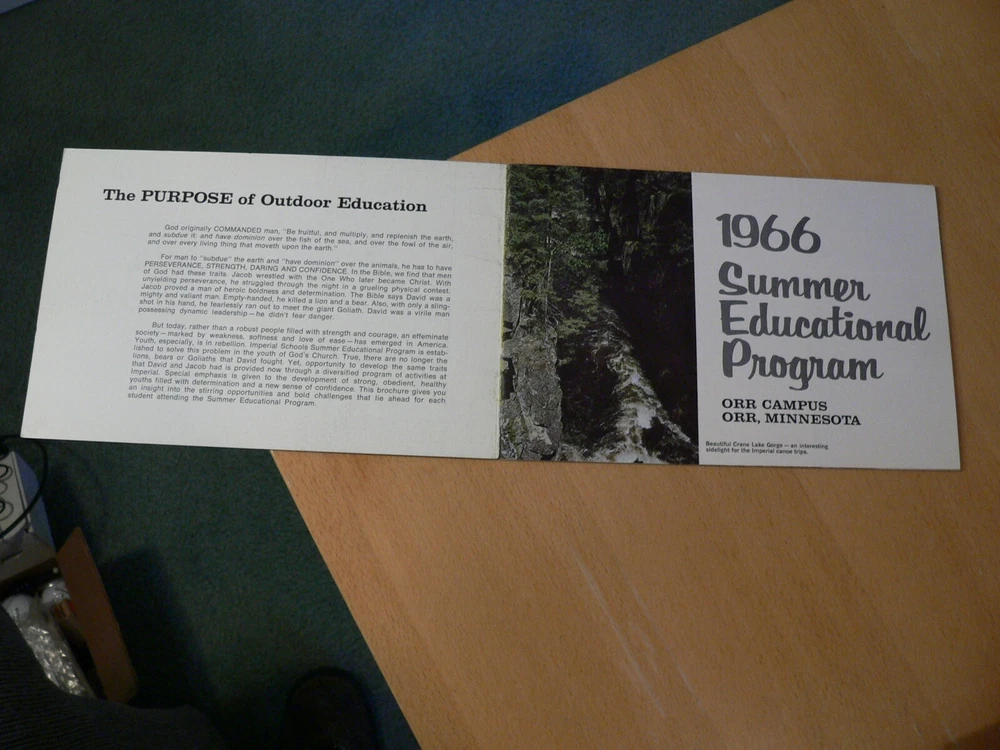 The PURPOSE of Outdoor Education
God originally COMMANDED man, "Be fruitful, and multiply, and replenish the earth,
and subdue it: and have dominion over the fish of the sea, and over the fowl of the air,
and over every living thing that moveth upon the earth."
For man to "subdue" the earth and "have dominion" over the animals, he has to have
PERSEVERANCE, STRENGTH, DARING AND CONFIDENCE. In the Bible, we find that men
of God had these traits. Jacob wrestled with the One Who later became Christ. With
unyielding perseverance, he struggled through the night in a grueling physical contest.
Jacob proved a man of heroic boldness and determination. The Bible says David was a
mighty and valiant man. Empty-handed, he killed a lion and a bear. Also, with only a sling-
shot in his hand, he fearlessly ran out to meet the giant Goliath. David was a virile man
possessing dynamic leadership — he didn't fear danger.
But today, rather than a robust people filled with strength and courage, an effeminate
society — marked by weakness, softness and love of ease — has emerged in America.
Youth, especially, is in rebellion. Imperial Schools Summer Educational Program is estab-
lished to solve this problem in the youth of God's Church. True, there are no longer the
lions, bears or Goliaths that David fought. Yet, opportunity to develop the same traits
that David and Jacob had is provided now through a diversified program of activities at
Imperial. Special emphasis is given to the development of strong, obedient, healthy
youths filled with determination and a new sense of confidence. This brochure gives you
an insight into the stirring opportunities and bold challenges that lie ahead for each
student attending the Summer Educational Program.
1966
Summer
Educational
Program
ORR CAMPUS
ORR, MINNESOTA
Beautiful Crane Lake Gorge — an interesting
sidelight for the Imperial canoe trips.